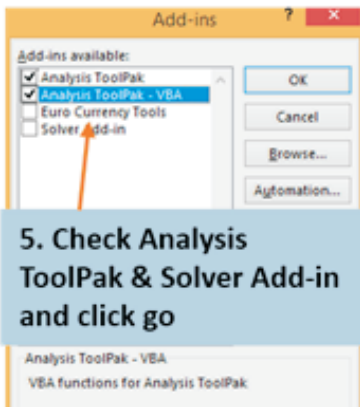 Add-ins ?
Add-ins available:
Analysis ToolPak
Analysis ToolPak - VBA
Euro Currency Tools
Solver Add-in
OK
Cancel
Browse...
Automation...
5. Check Analysis
ToolPak & Solver Add-in
and click go
Analysis ToolPak - VBA
VBA functions for Analysis ToolPak